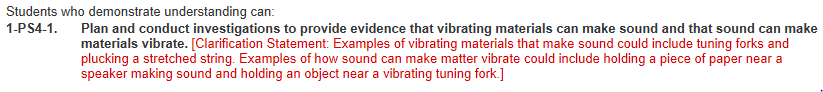 Students who demonstrate understanding can:
1-PS4-1. Plan and conduct investigations to provide evidence that vibrating materials can make sound and that sound can make
materials vibrate. [Clarification Statement: Examples of vibrating materials that make sound could include tuning forks and
plucking a stretched string. Examples of how sound can make matter vibrate could include holding a piece of paper near a
speaker making sound and holding an object near a vibrating tuning fork.]